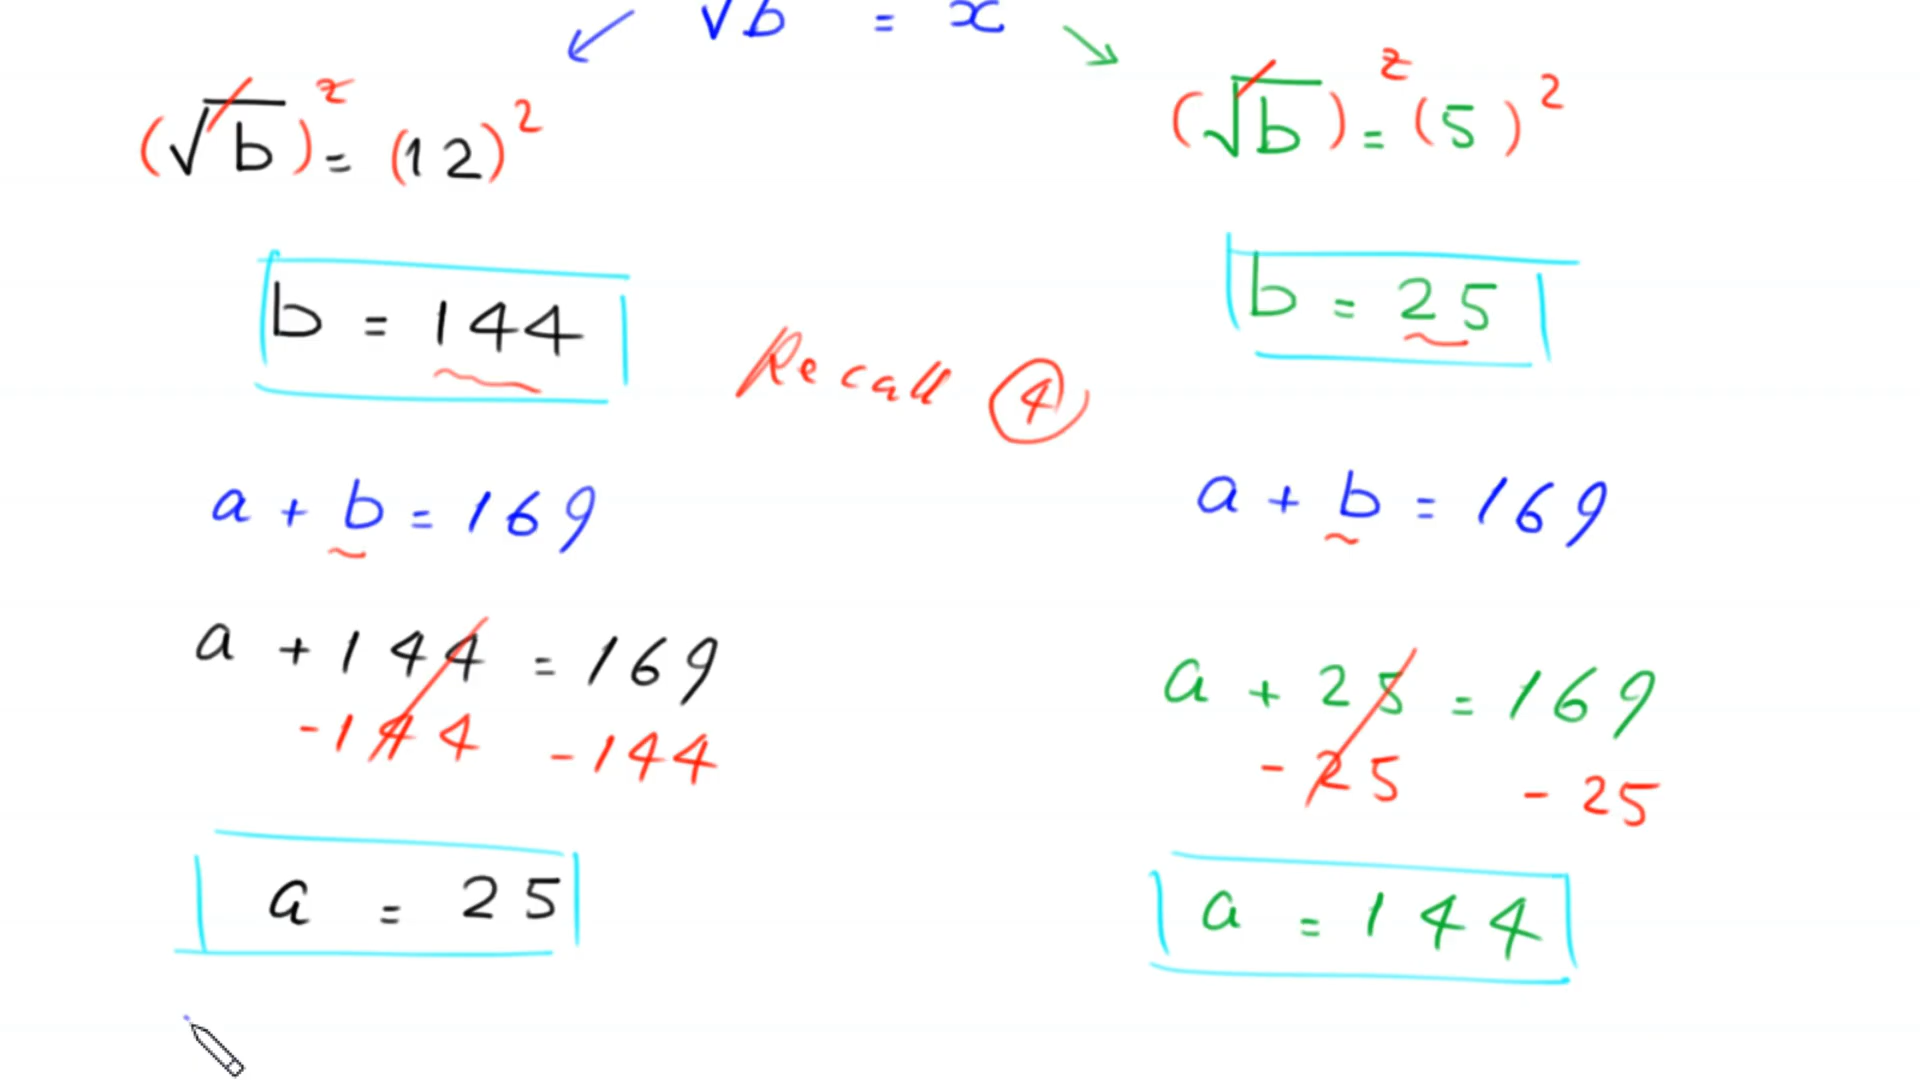 √b = x
(√b)² = (12)²
(√b)² = (5)²
b = 144
b = 25
Recall ④
a + b = 169
a + b = 169
a + 144 = 169
a + 25 = 169
-144 -144
- 25 - 25
a = 25
a = 144